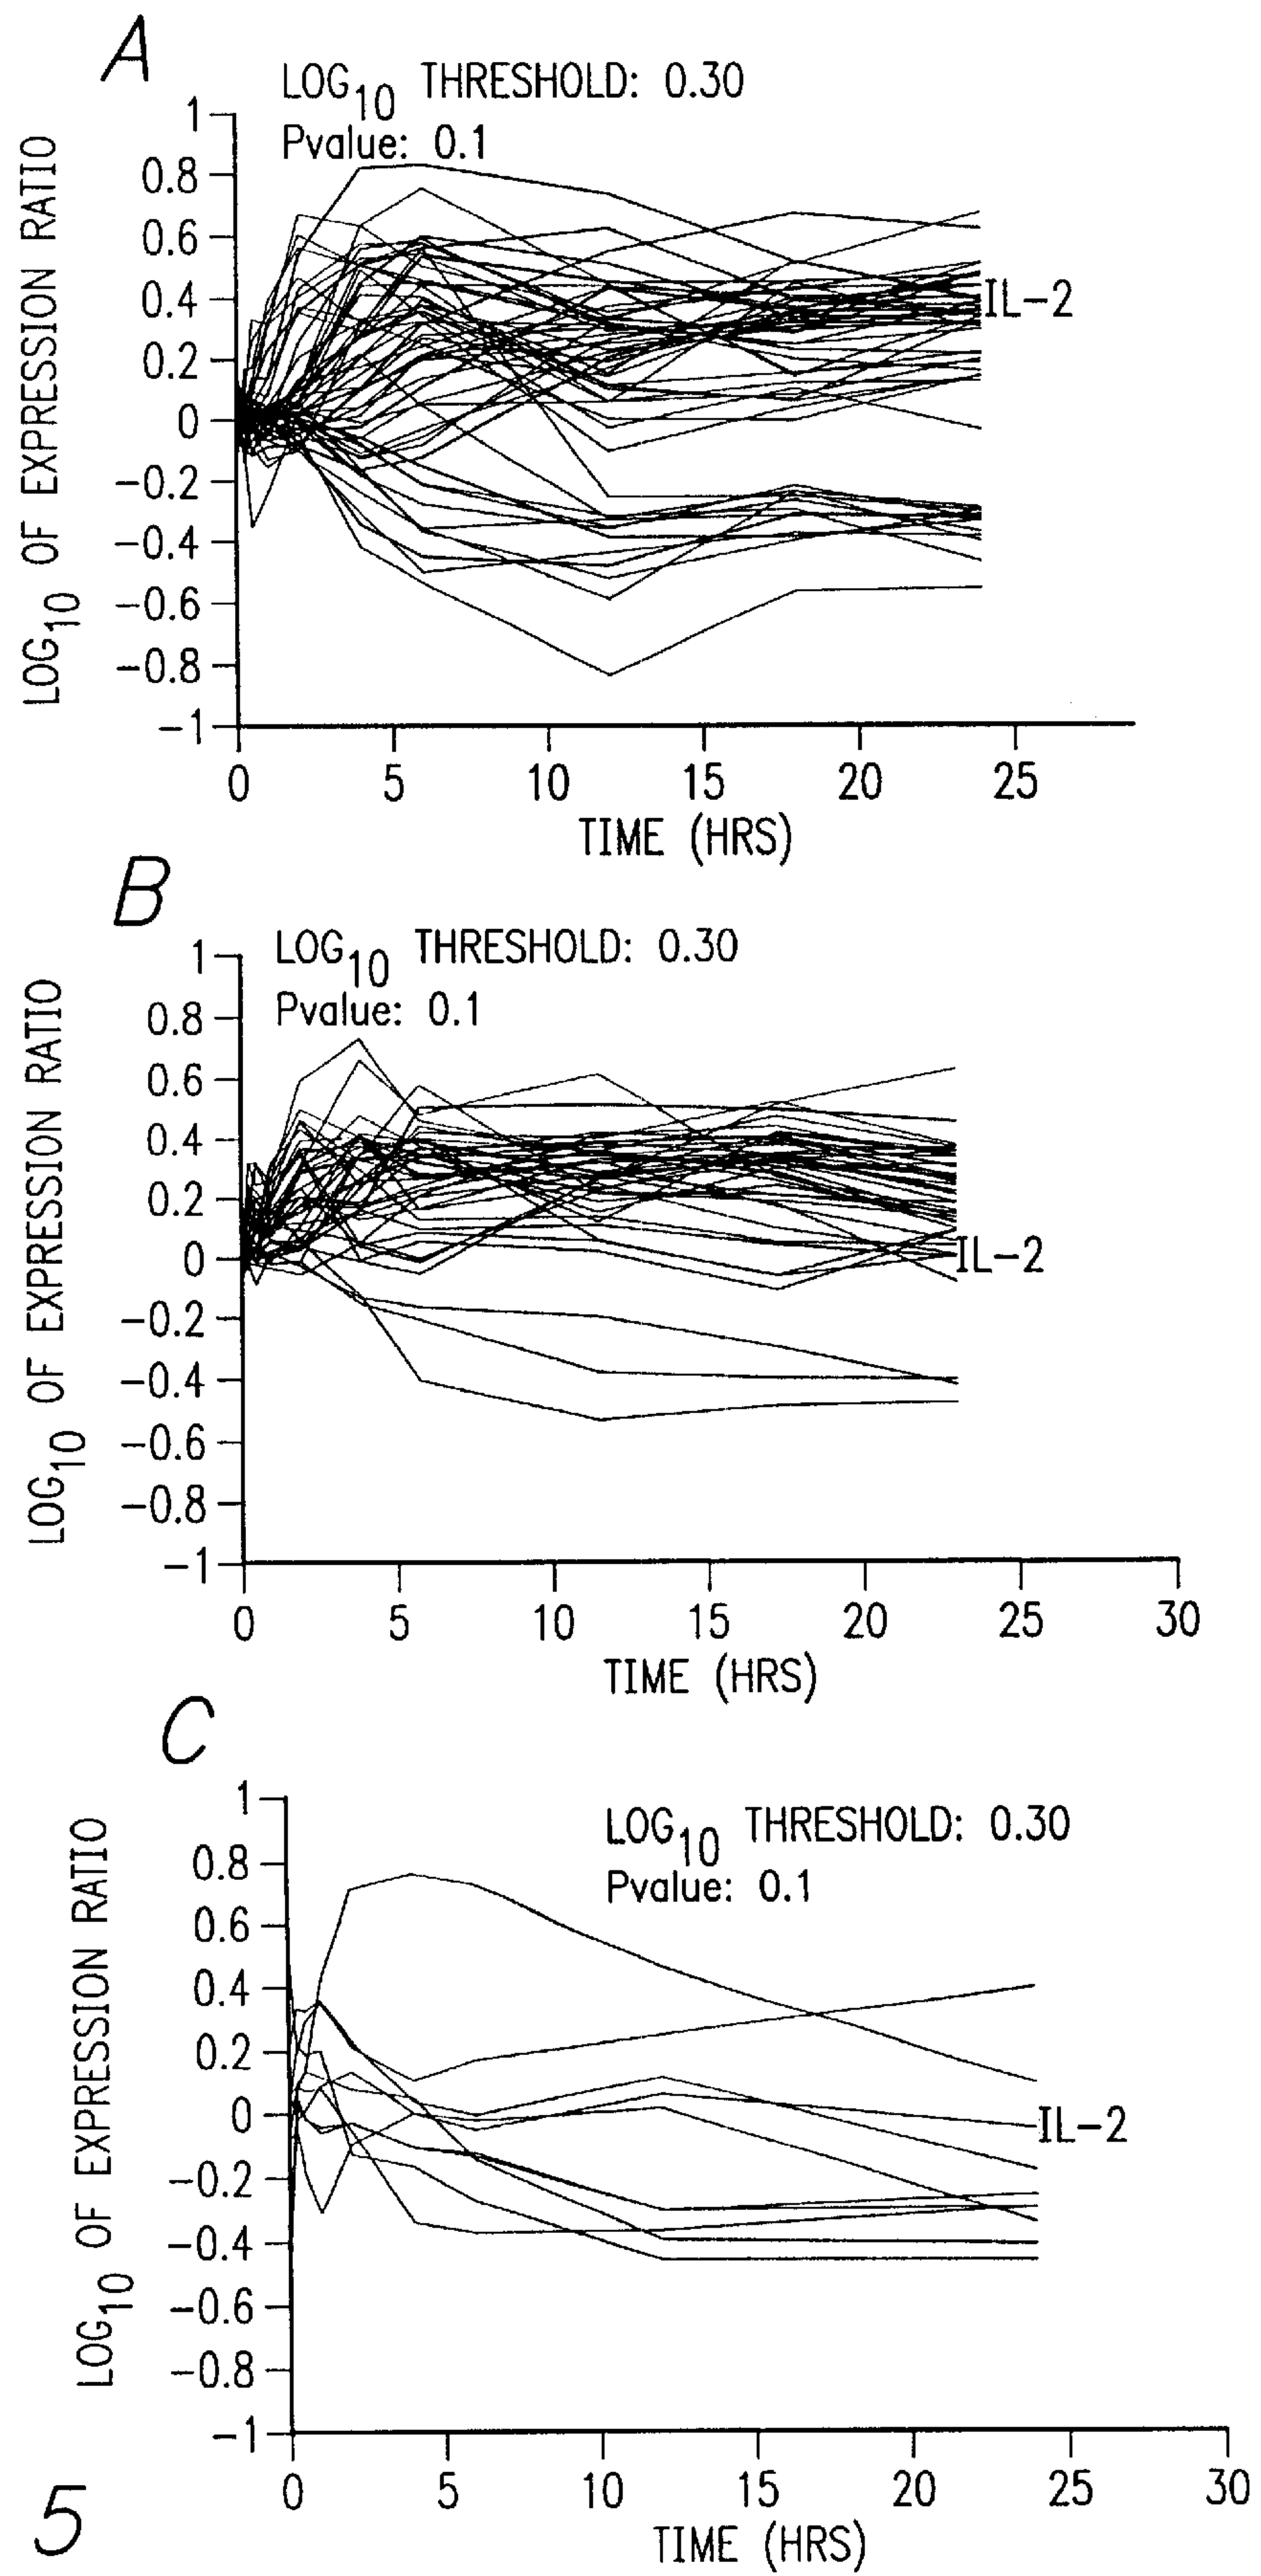 A
LOG10 THRESHOLD: 0.30
Pvalue: 0.1
LOG10 OF EXPRESSION RATIO
1
0.8
0.6
0.4
0.2
0
-0.2
-0.4
-0.6
-0.8
-1
IL-2
0 5 10 15 20 25
TIME (HRS)
B
LOG10 THRESHOLD: 0.30
Pvalue: 0.1
LOG10 OF EXPRESSION RATIO
1
0.8
0.6
0.4
0.2
0
-0.2
-0.4
-0.6
-0.8
-1
IL-2
0 5 10 15 20 25 30
TIME (HRS)
C
LOG10 THRESHOLD: 0.30
Pvalue: 0.1
LOG10 OF EXPRESSION RATIO
1
0.8
0.6
0.4
0.2
0
-0.2
-0.4
-0.6
-0.8
-1
IL-2
0 5 10 15 20 25 30
TIME (HRS)
5